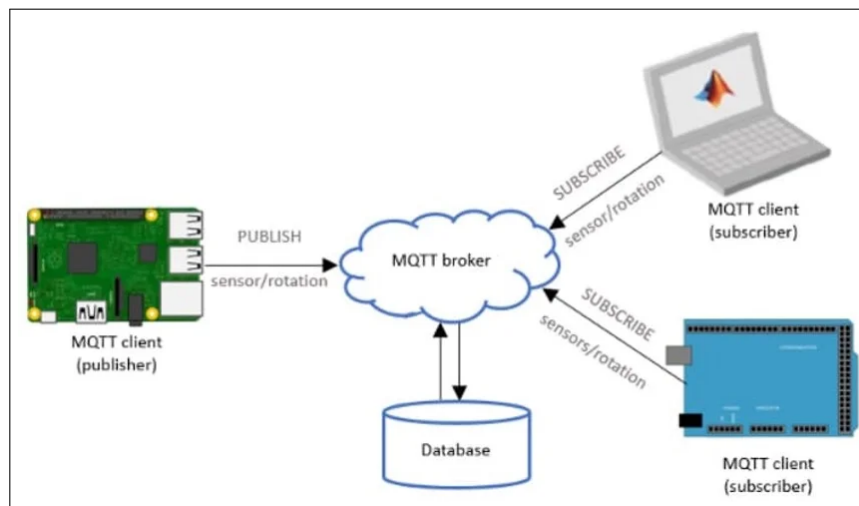 PUBLISH
sensor/rotation
MQTT client
(publisher)
MQTT broker
Database
SUBSCRIBE
sensor/rotation
MQTT client
(subscriber)
SUBSCRIBE
sensors/rotation
MQTT client
(subscriber)